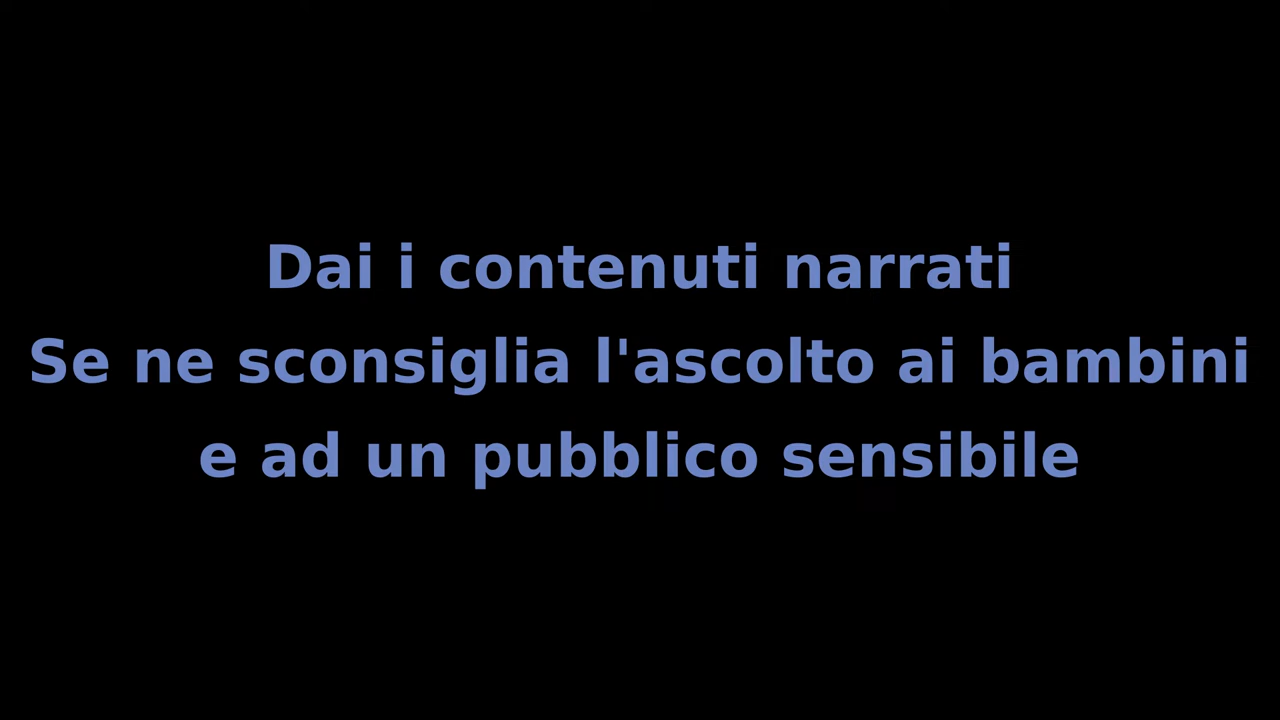 Dai i contenuti narrati
Se ne sconsiglia l'ascolto ai bambini
e ad un pubblico sensibile